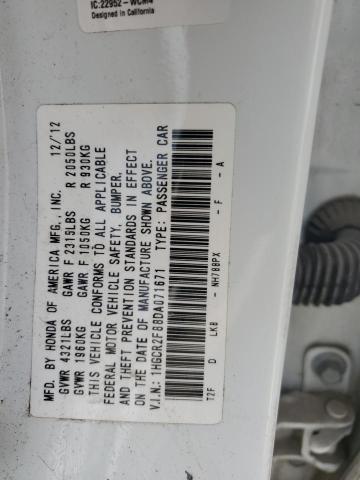 IC:22952-WCM4
Designed in California
MFD. BY HONDA OF AMERICA MFG., INC. 12/12
GVWR 4321LBS GAWR F 2315LBS R 2050LBS
GVWR 1960KG GAWR F 1050KG R 930KG
THIS VEHICLE CONFORMS TO ALL APPLICABLE
FEDERAL MOTOR VEHICLE SAFETY, BUMPER,
AND THEFT PREVENTION STANDARDS IN EFFECT
ON THE DATE OF MANUFACTURE SHOWN ABOVE.
V.I.N.: 1HGCR2F88DA071671 TYPE: PASSENGER CAR
T2F D LKB - NH788PX - F - A